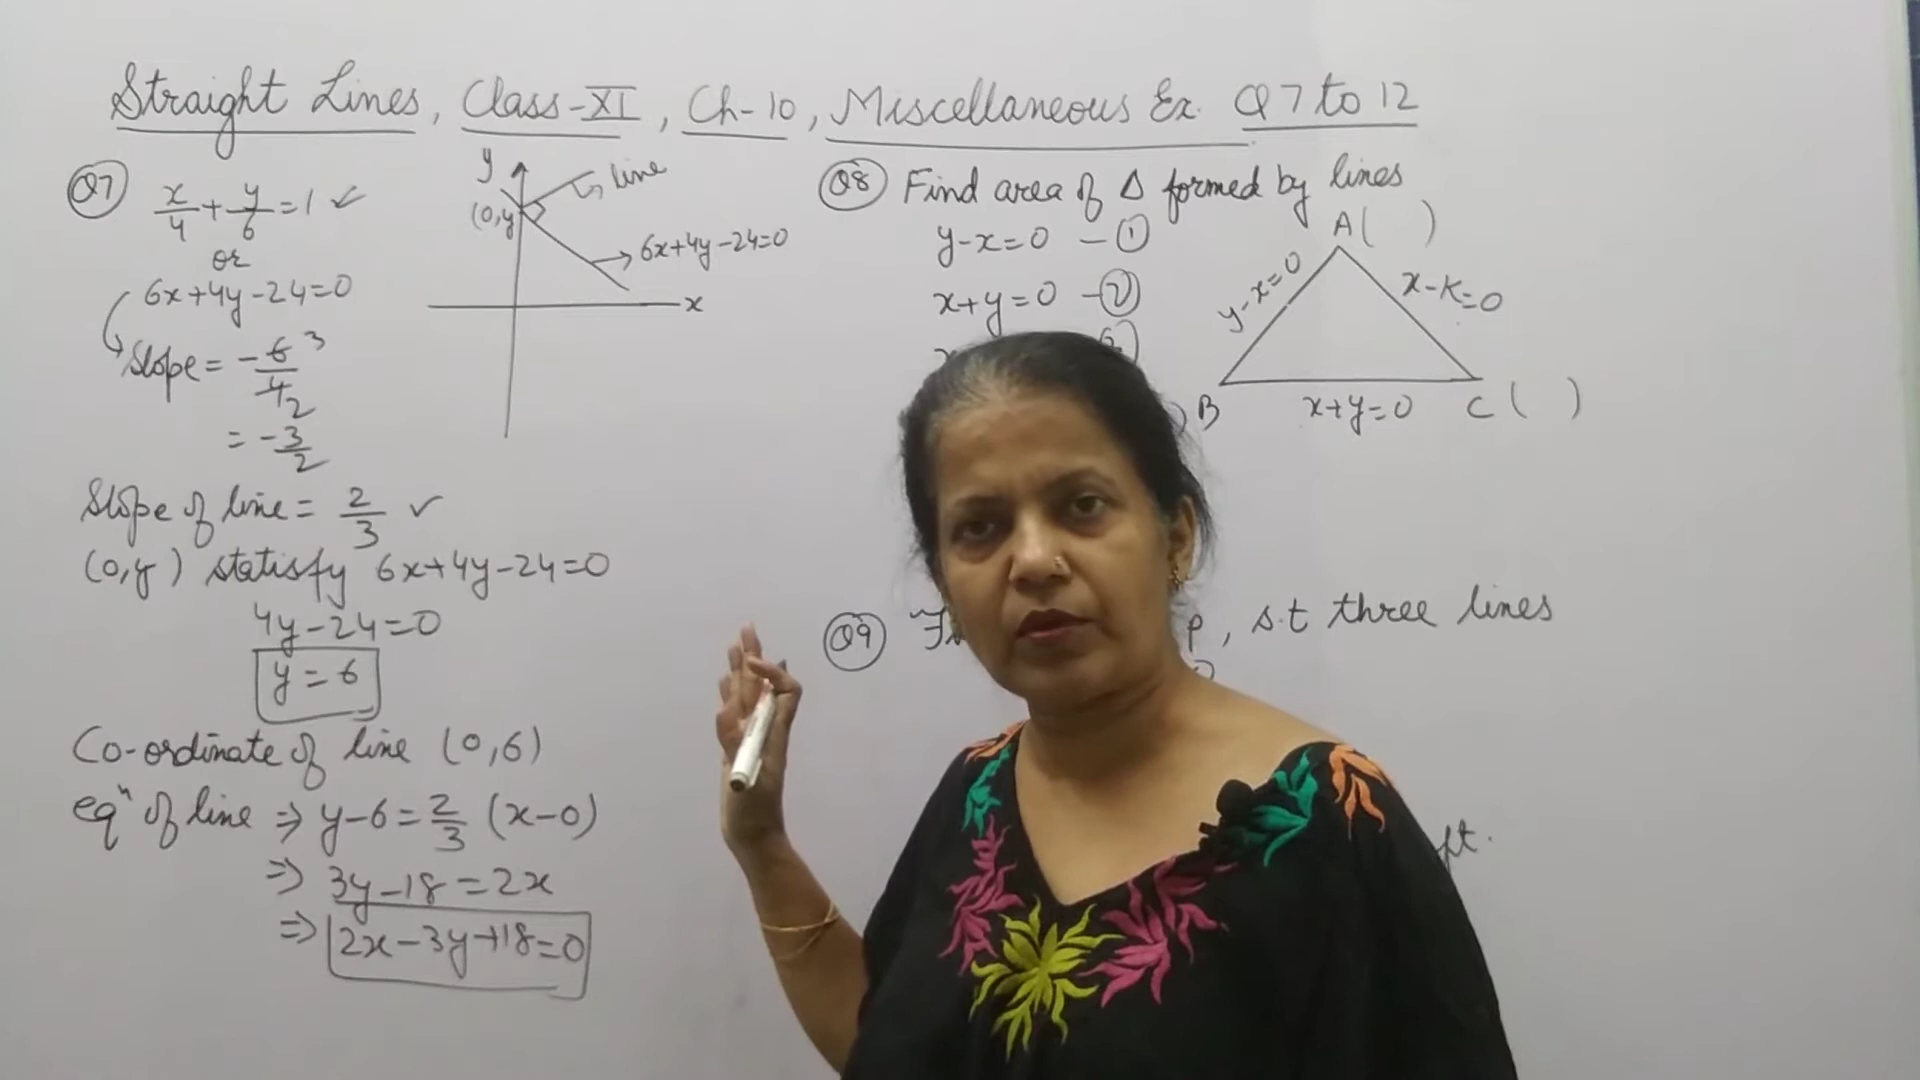 Straight Lines, Class-XI, Ch-10, Miscellaneous Ex. Q 7 to 12
Q7
x/4 + y/6 = 1 ✓
or
6x+4y-24=0
Slope = -6/4 3 2
= -3/2
y
line
(0,y
6x+4y-24=0
x
Slope of line = 2/3 ✓
(0,y) statisfy 6x+4y-24=0
4y-24=0
y = 6
Co-ordinate of line (0,6)
eqn of line ⇒ y-6 = 2/3 (x-0)
⇒ 3y-18=2x
⇒ 2x-3y+18=0
Q8 Find area of Δ formed by lines
y-x=0 - 1
x+y=0 - 2
A( )
y-x=0
x-K=0
B
x+y=0
C ( )
Q9
p, s.t three lines